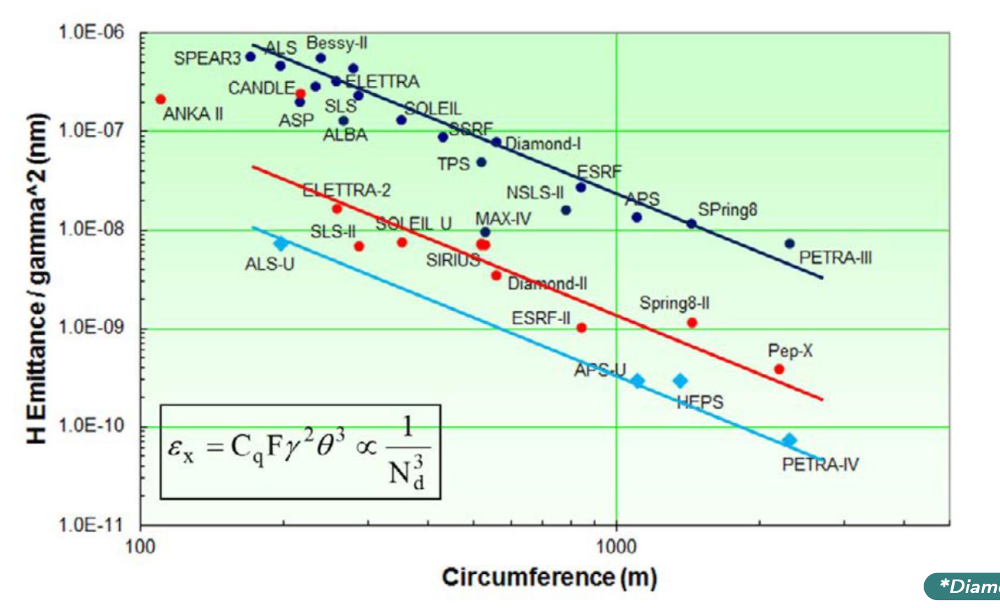 1.0E-06
1.0E-07
1.0E-08
1.0E-09
1.0E-10
1.0E-11
H Emittance / gamma^2 (nm)
SPEAR3
ALS
Bessy-II
CANDLE
ELETTRA
ANKA II
ASP
SLS
ALBA
SOLEIL
SSRF
Diamond-I
TPS
ESRF
NSLS-II
APS
SPring8
MAX-IV
PETRA-III
ELETTRA-2
SOLEIL U
SLS-II
ALS-U
SIRIUS
Diamond-II
ESRF-II
Spring8-II
Pep-X
APS-U
HEPS
PETRA-IV
εx = CqFγ²θ³ ∝ 1/Nd³
100
1000
Circumference (m)